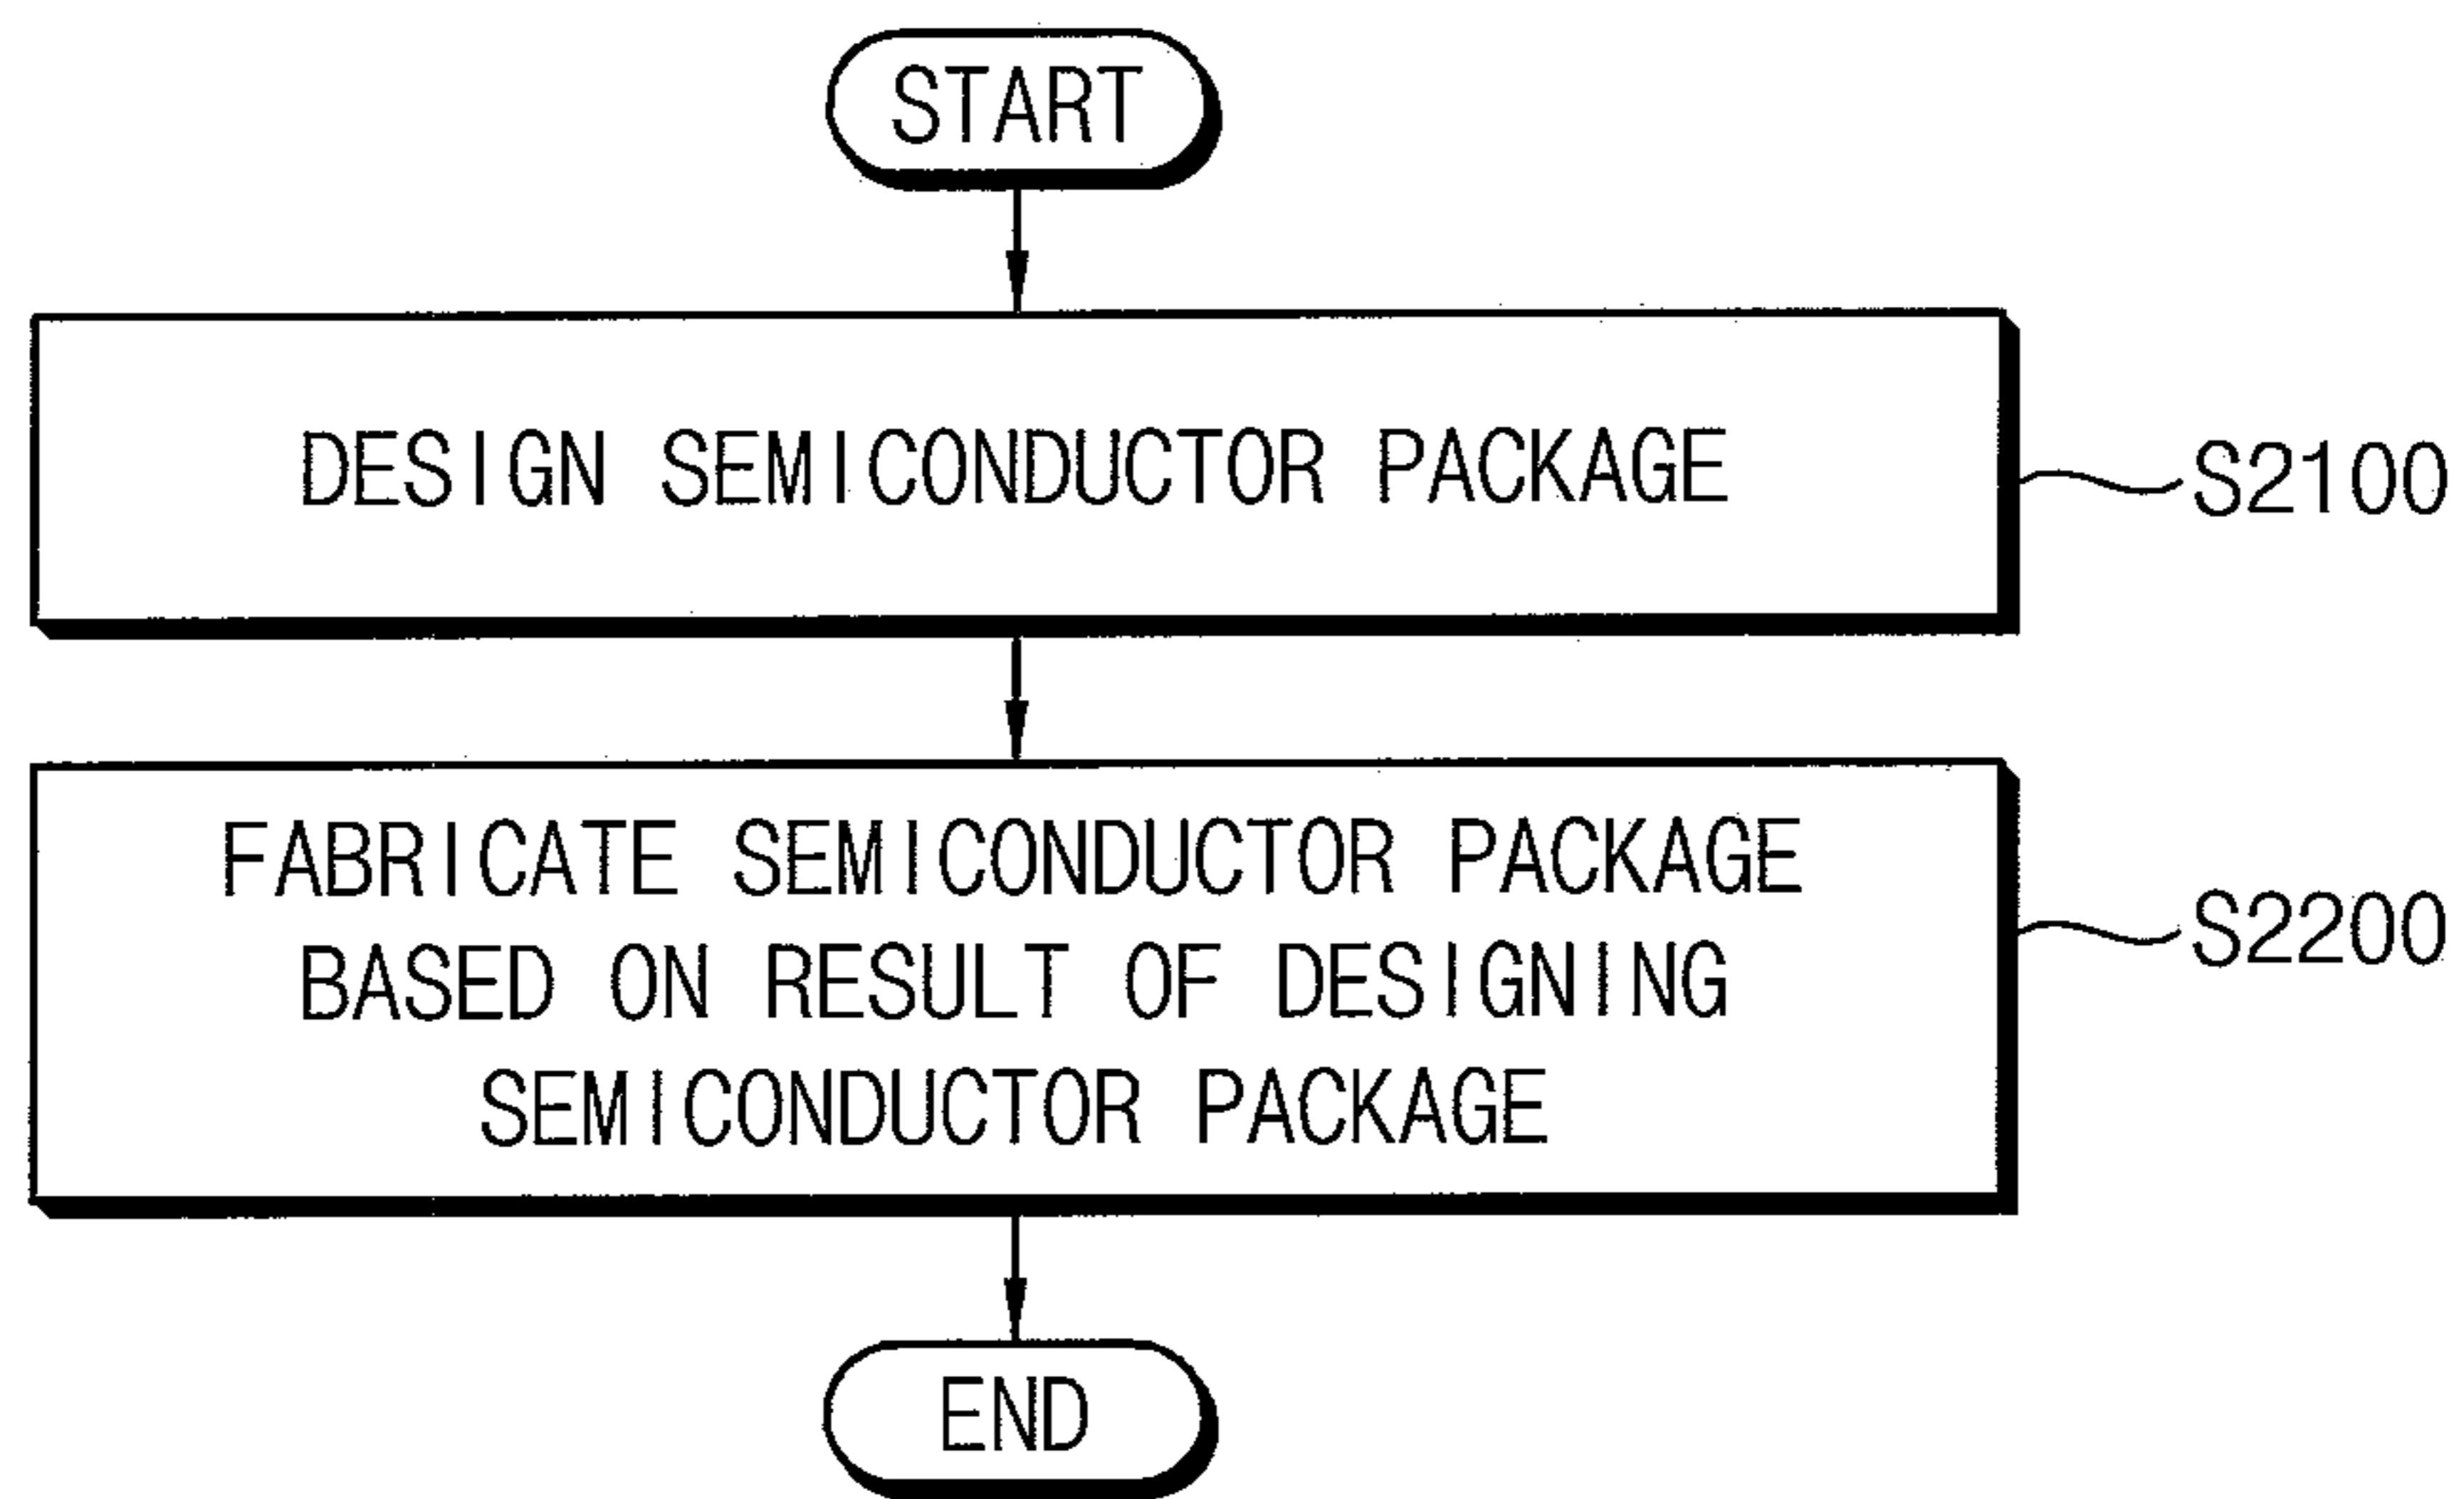 START
DESIGN SEMICONDUCTOR PACKAGE
S2100
FABRICATE SEMICONDUCTOR PACKAGE
BASED ON RESULT OF DESIGNING
SEMICONDUCTOR PACKAGE
S2200
END